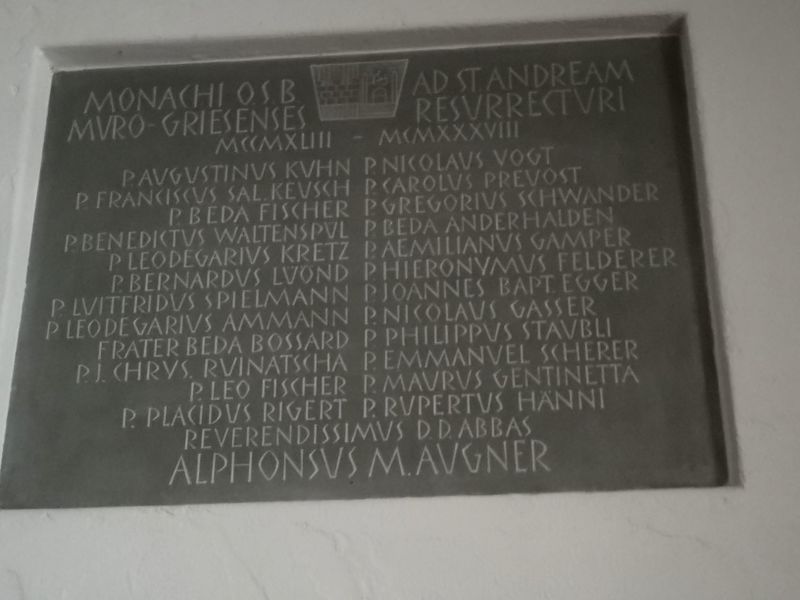 MONACHI O.S.B
MVRO-GRIESENSES
AD ST. ANDREAM
RESVRRECTVRI
MCCMXLIII - MCMXXXVIII
P. AVGVSTINVS KVHN
P. FRANCISCVS SAL. KEVSCH
P. BEDA FISCHER
P. BENEDICTVS WALTENSPVL
P. LEODEGARIVS KRETZ
P. BERNARDVS LVOND
P. LVITFRIDVS SPIELMANN
P. LEODEGARIVS AMMANN
FRATER BEDA BOSSARD
P. J. CHRYS. RVINATSCHA
P. LEO FISCHER
P. PLACIDVS RIGERT
P. NICOLAVS VOGT
P. CAROLVS PREVOST
P. GREGORIVS SCHWANDER
P. BEDA ANDERHALDEN
P. AEMILIANVS GAMPER
P. HIERONYMVS FELDERER
P. JOANNES BAPT. EGGER
P. NICOLAVS GASSER
P. PHILIPPVS STAVBLI
P. EMMANVEL SCHERER
P. MAVRVS GENTINETTA
P. RVPERTVS HÄNNI
REVERENDISSIMVS D.D. ABBAS
ALPHONSVS M. AVGNER